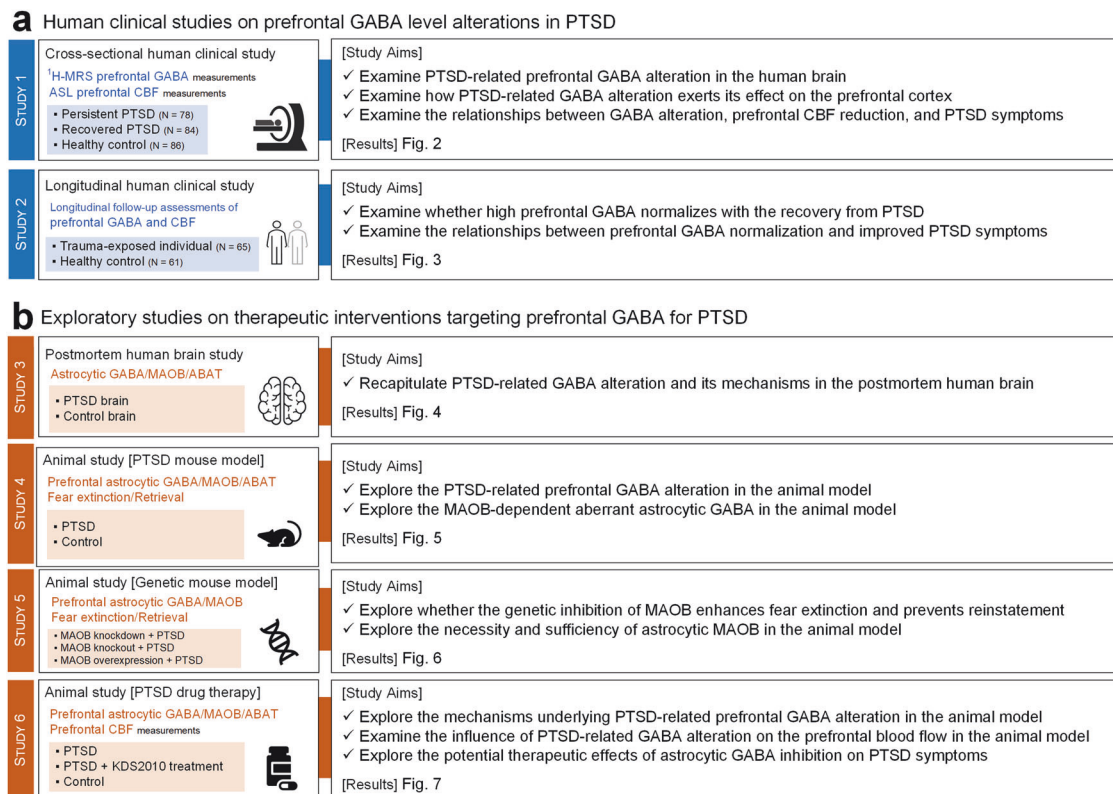 a Human clinical studies on prefrontal GABA level alterations in PTSD
STUDY 1
Cross-sectional human clinical study
¹H-MRS prefrontal GABA measurements
ASL prefrontal CBF measurements
▪ Persistent PTSD (N = 78)
▪ Recovered PTSD (N = 84)
▪ Healthy control (N = 86)
[Study Aims]
✓ Examine PTSD-related prefrontal GABA alteration in the human brain
✓ Examine how PTSD-related GABA alteration exerts its effect on the prefrontal cortex
✓ Examine the relationships between GABA alteration, prefrontal CBF reduction, and PTSD symptoms
[Results] Fig. 2
STUDY 2
Longitudinal human clinical study
Longitudinal follow-up assessments of
prefrontal GABA and CBF
▪ Trauma-exposed individual (N = 65)
▪ Healthy control (N = 61)
[Study Aims]
✓ Examine whether high prefrontal GABA normalizes with the recovery from PTSD
✓ Examine the relationships between prefrontal GABA normalization and improved PTSD symptoms
[Results] Fig. 3
b Exploratory studies on therapeutic interventions targeting prefrontal GABA for PTSD
STUDY 3
Postmortem human brain study
Astrocytic GABA/MAOB/ABAT
▪ PTSD brain
▪ Control brain
[Study Aims]
✓ Recapitulate PTSD-related GABA alteration and its mechanisms in the postmortem human brain
[Results] Fig. 4
STUDY 4
Animal study [PTSD mouse model]
Prefrontal astrocytic GABA/MAOB/ABAT
Fear extinction/Retrieval
▪ PTSD
▪ Control
[Study Aims]
✓ Explore the PTSD-related prefrontal GABA alteration in the animal model
✓ Explore the MAOB-dependent aberrant astrocytic GABA in the animal model
[Results] Fig. 5
STUDY 5
Animal study [Genetic mouse model]
Prefrontal astrocytic GABA/MAOB
Fear extinction/Retrieval
▪ MAOB knockdown + PTSD
▪ MAOB knockout + PTSD
▪ MAOB overexpression + PTSD
[Study Aims]
✓ Explore whether the genetic inhibition of MAOB enhances fear extinction and prevents reinstatement
✓ Explore the necessity and sufficiency of astrocytic MAOB in the animal model
[Results] Fig. 6
STUDY 6
Animal study [PTSD drug therapy]
Prefrontal astrocytic GABA/MAOB/ABAT
Prefrontal CBF measurements
▪ PTSD
▪ PTSD + KDS2010 treatment
▪ Control
[Study Aims]
✓ Explore the mechanisms underlying PTSD-related prefrontal GABA alteration in the animal model
✓ Examine the influence of PTSD-related GABA alteration on the prefrontal blood flow in the animal model
✓ Explore the potential therapeutic effects of astrocytic GABA inhibition on PTSD symptoms
[Results] Fig. 7